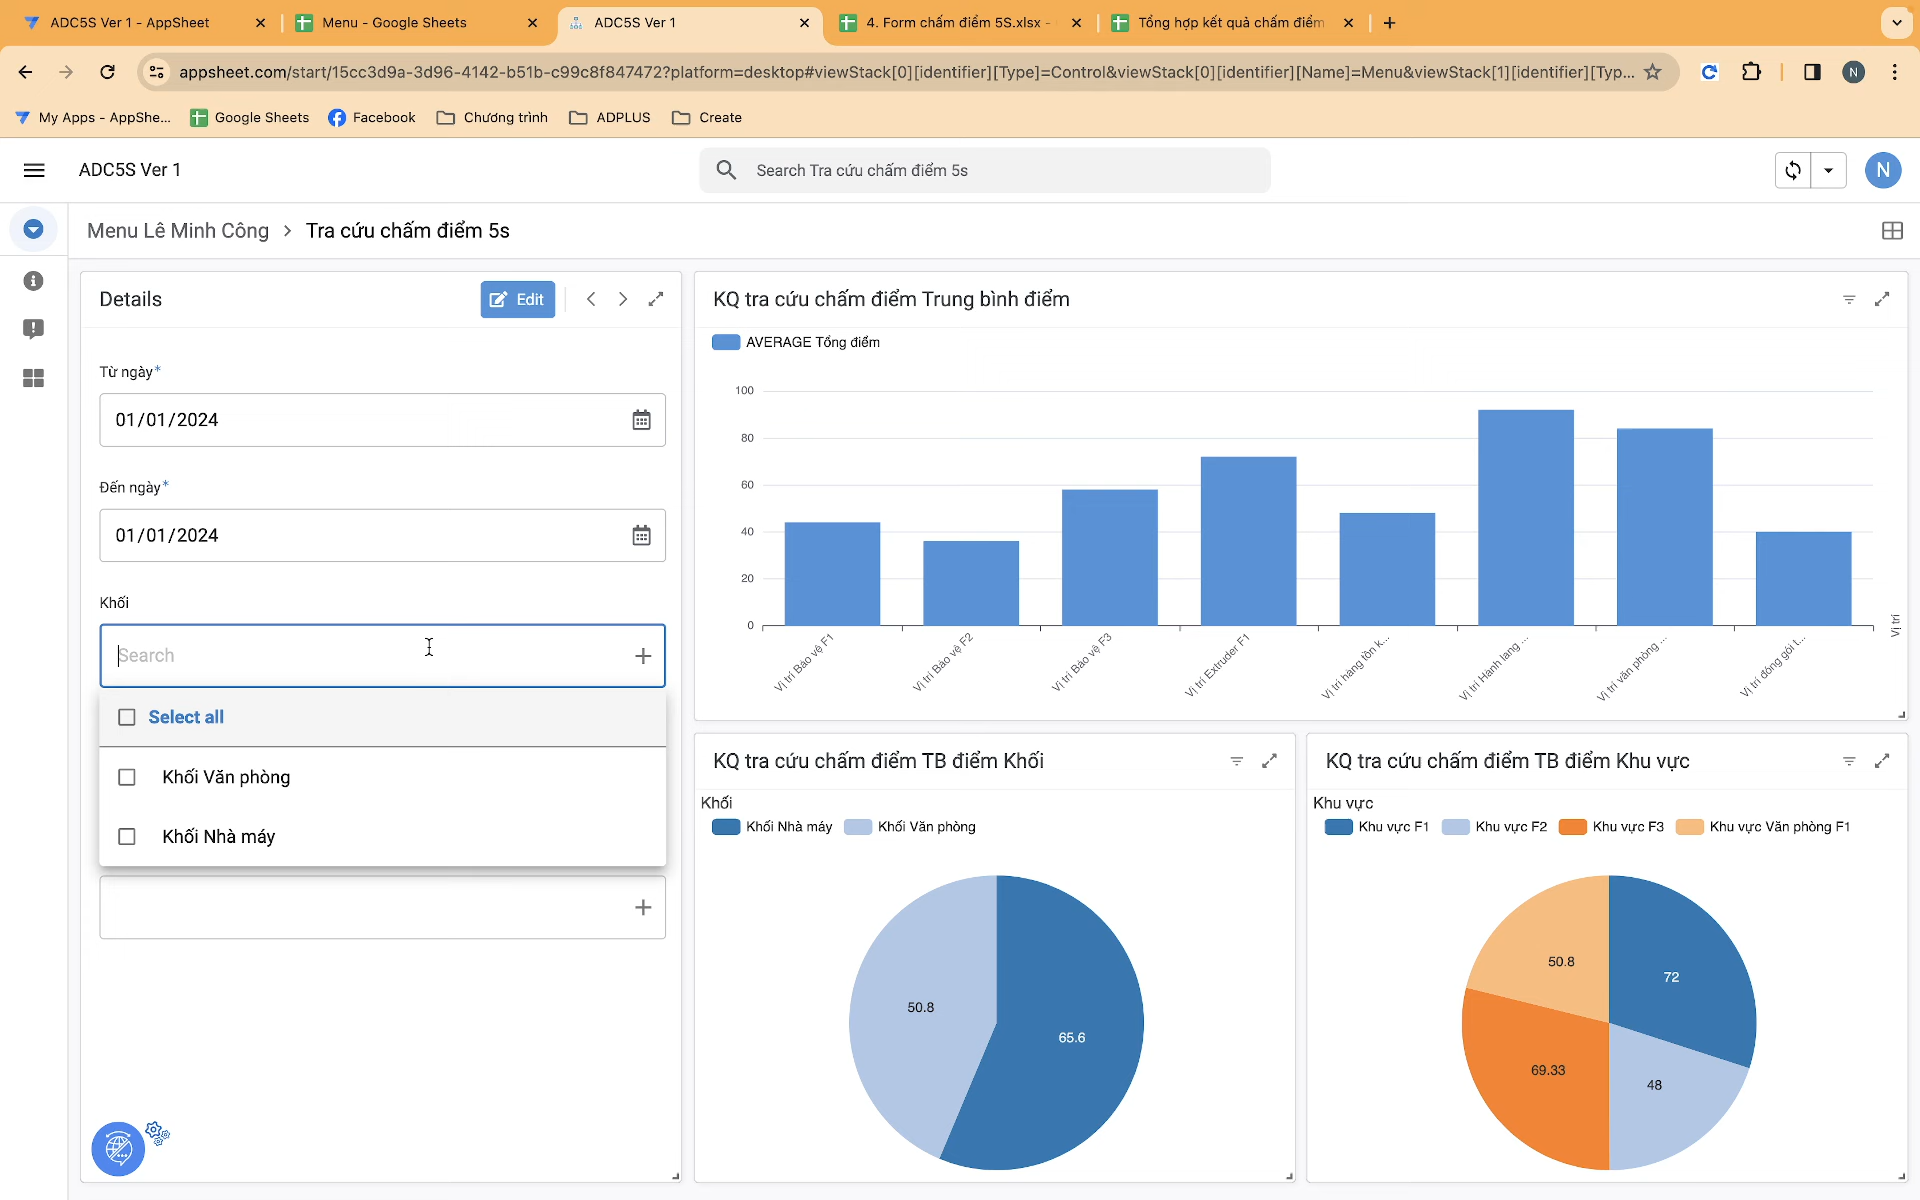 ADC5S Ver 1 - AppSheet
Menu - Google Sheets
ADC5S Ver 1
4. Form chấm điểm 5S.xlsx -
Tổng hợp kết quả chấm điểm
appsheet.com/start/15cc3d9a-3d96-4142-b51b-c99c8f847472?platform=desktop#viewStack[0][identifier][Type]=Control&viewStack[0][identifier][Name]=Menu&viewStack[1][identifier][Typ...
N
My Apps - AppShe...
Google Sheets
Facebook
Chương trình
ADPLUS
Create
ADC5S Ver 1
Search Tra cứu chấm điểm 5s
N
Menu Lê Minh Công > Tra cứu chấm điểm 5s
Details
Edit
Từ ngày*
01/01/2024
Đến ngày*
01/01/2024
Khối
Search
Select all
Khối Văn phòng
Khối Nhà máy
KQ tra cứu chấm điểm Trung bình điểm
AVERAGE Tổng điểm
100
80
60
40
20
0
Vị trí Bảo vệ F1
Vị trí Bảo vệ F2
Vị trí Bảo vệ F3
Vị trí Extruder F1
Vị trí hàng tồn k...
Vị trí Hành lang ...
Vị trí văn phòng ...
Vị trí đóng gói t...
Vị trí
KQ tra cứu chấm điểm TB điểm Khối
Khối
Khối Nhà máy
Khối Văn phòng
50.8
65.6
KQ tra cứu chấm điểm TB điểm Khu vực
Khu vực
Khu vực F1
Khu vực F2
Khu vực F3
Khu vực Văn phòng F1
50.8
72
69.33
48